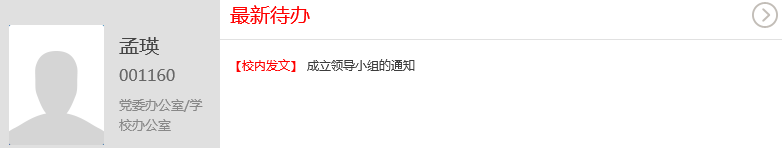 孟瑛
001160
党委办公室/学
校办公室
最新待办
【校内发文】 成立领导小组的通知